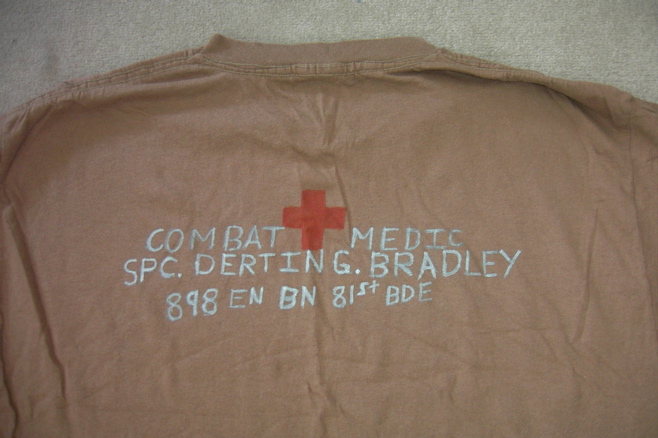 COMBAT MEDIC
SPC. DERTING. BRADLEY
898 EN BN 81st BDE